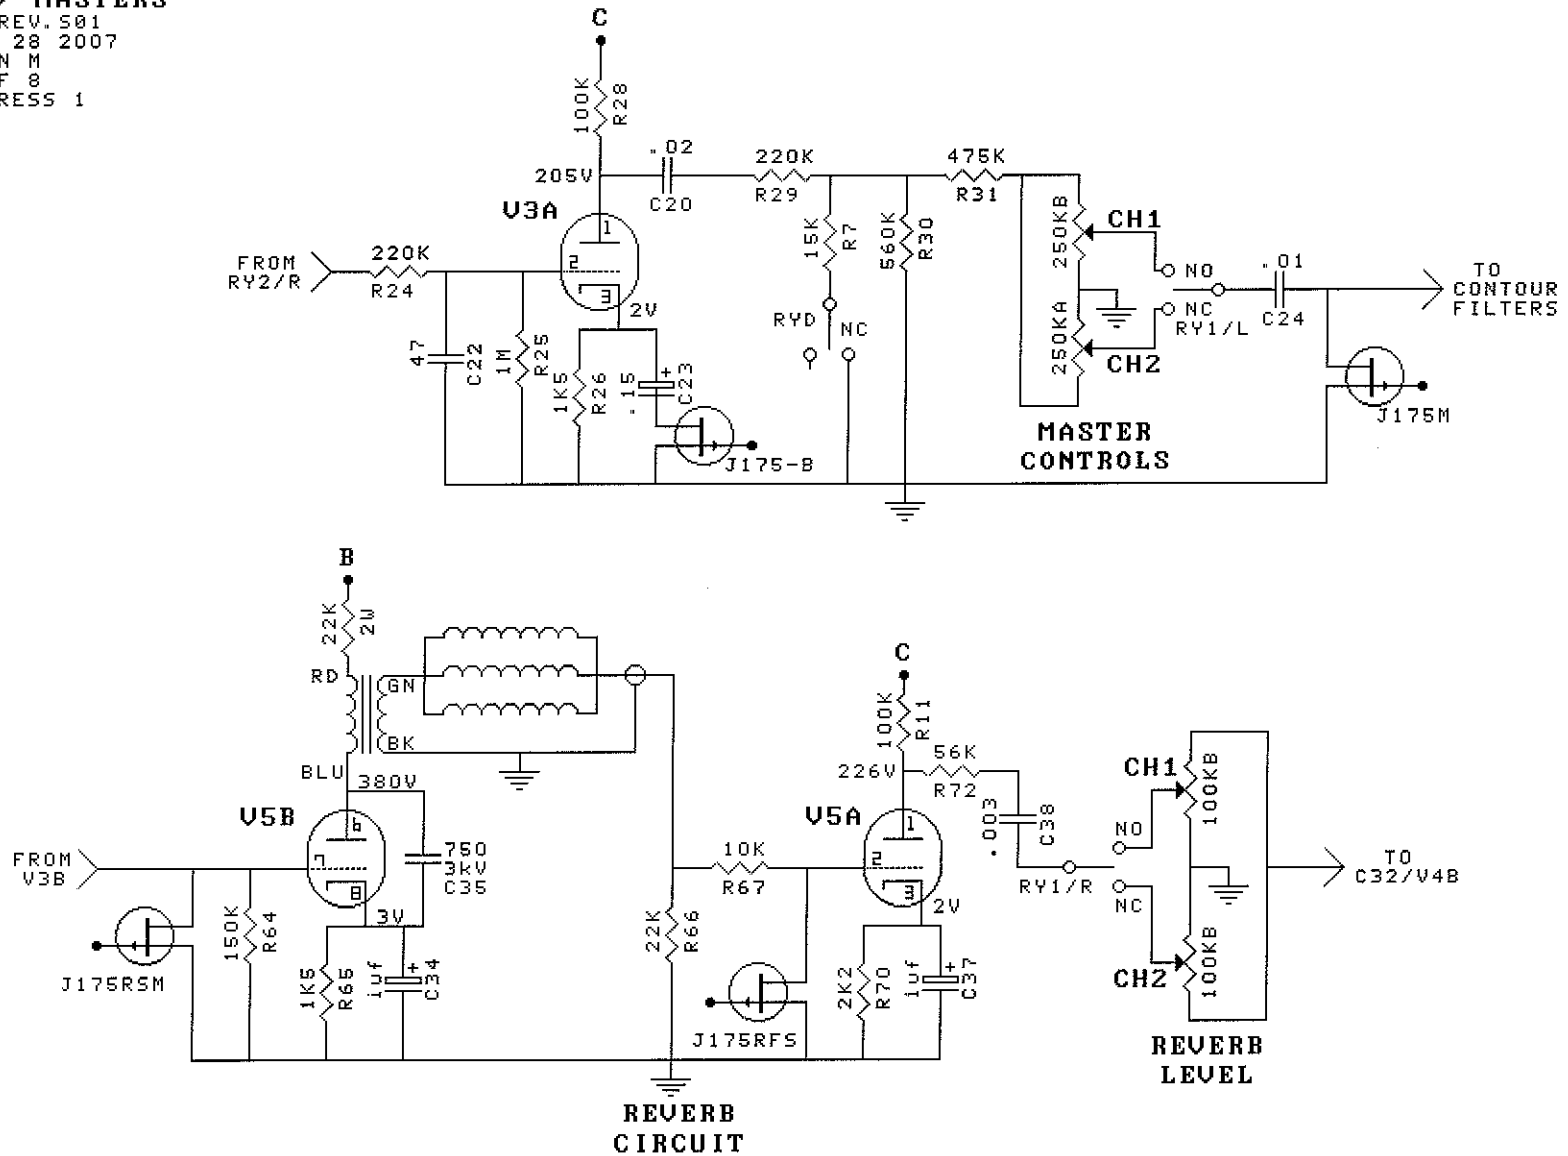 MASTERS
REV. S01
28 2007
N M
F 8
RESS 1
C
100K
R28
.02
C20
205V
V3A
1
2
3
2V
FROM
RY2/R
220K
R24
47
C22
1M
R25
1K5
R26
.15
+
C23
J175-B
220K
R29
15K
R7
RYD
NC
560K
R30
475K
R31
250KB
CH1
250KA
CH2
NO
NC
RY1/L
.01
C24
TO
CONTOUR
FILTERS
J175M
MASTER
CONTROLS
B
22K
2W
RD
GN
BK
BLU
380V
V5B
6
7
8
3V
750
3kV
C35
FROM
V3B
J175RSM
150K
R64
1K5
R65
1uf
+
C34
22K
R66
10K
R67
J175RFS
C
100K
R11
226V
V5A
1
2
3
2V
2K2
R70
1uf
+
C37
56K
R72
.003
C38
RY1/R
NO
NC
CH1
100KB
CH2
100KB
TO
C32/V4B
REVERB
LEVEL
REVERB
CIRCUIT